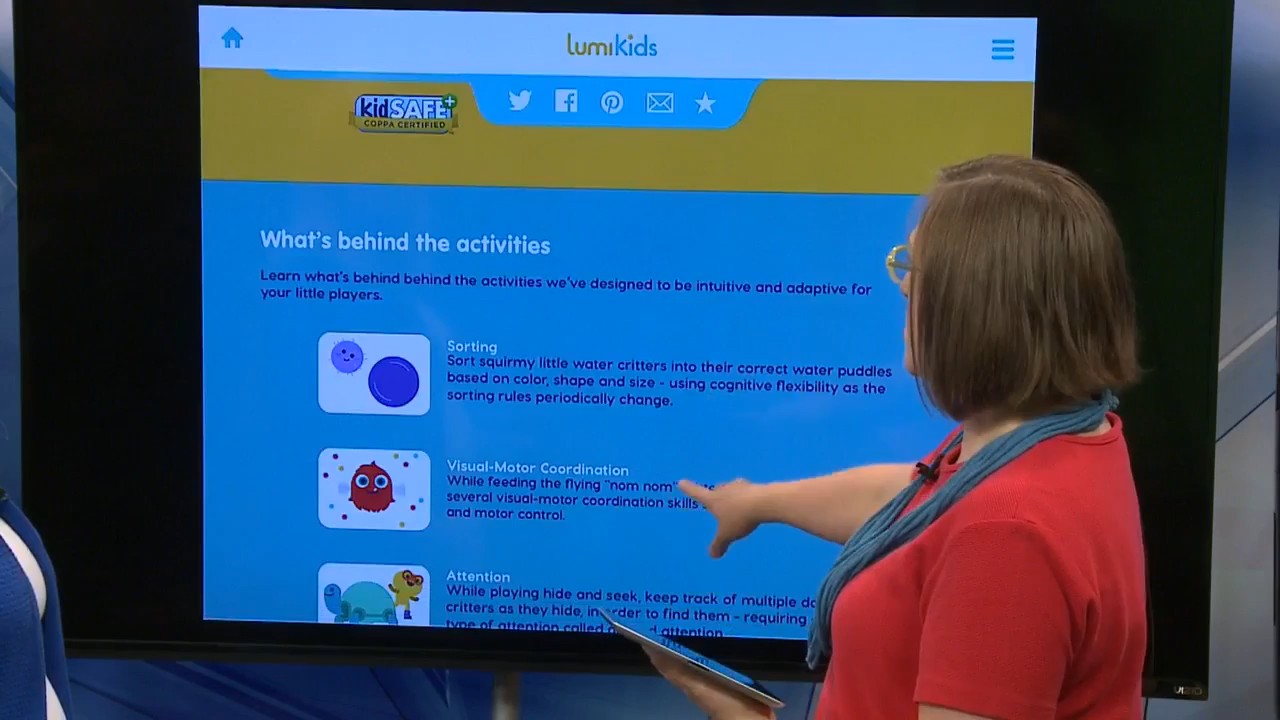 lumikids
kidSAFE+
COPPA CERTIFIED
What's behind the activities
Learn what's behind behind the activities we've designed to be intuitive and adaptive for
your little players.
Sorting
Sort squirmy little water critters into their correct water puddles
based on color, shape and size - using cognitive flexibility as the
sorting rules periodically change.
Visual-Motor Coordination
While feeding the flying "nom nom"
several visual-motor coordination skills
and motor control.
Attention
While playing hide and seek, keep track of multiple
critters as they hide, in order to find them - requiring
type of attention called attention.
VIZIO